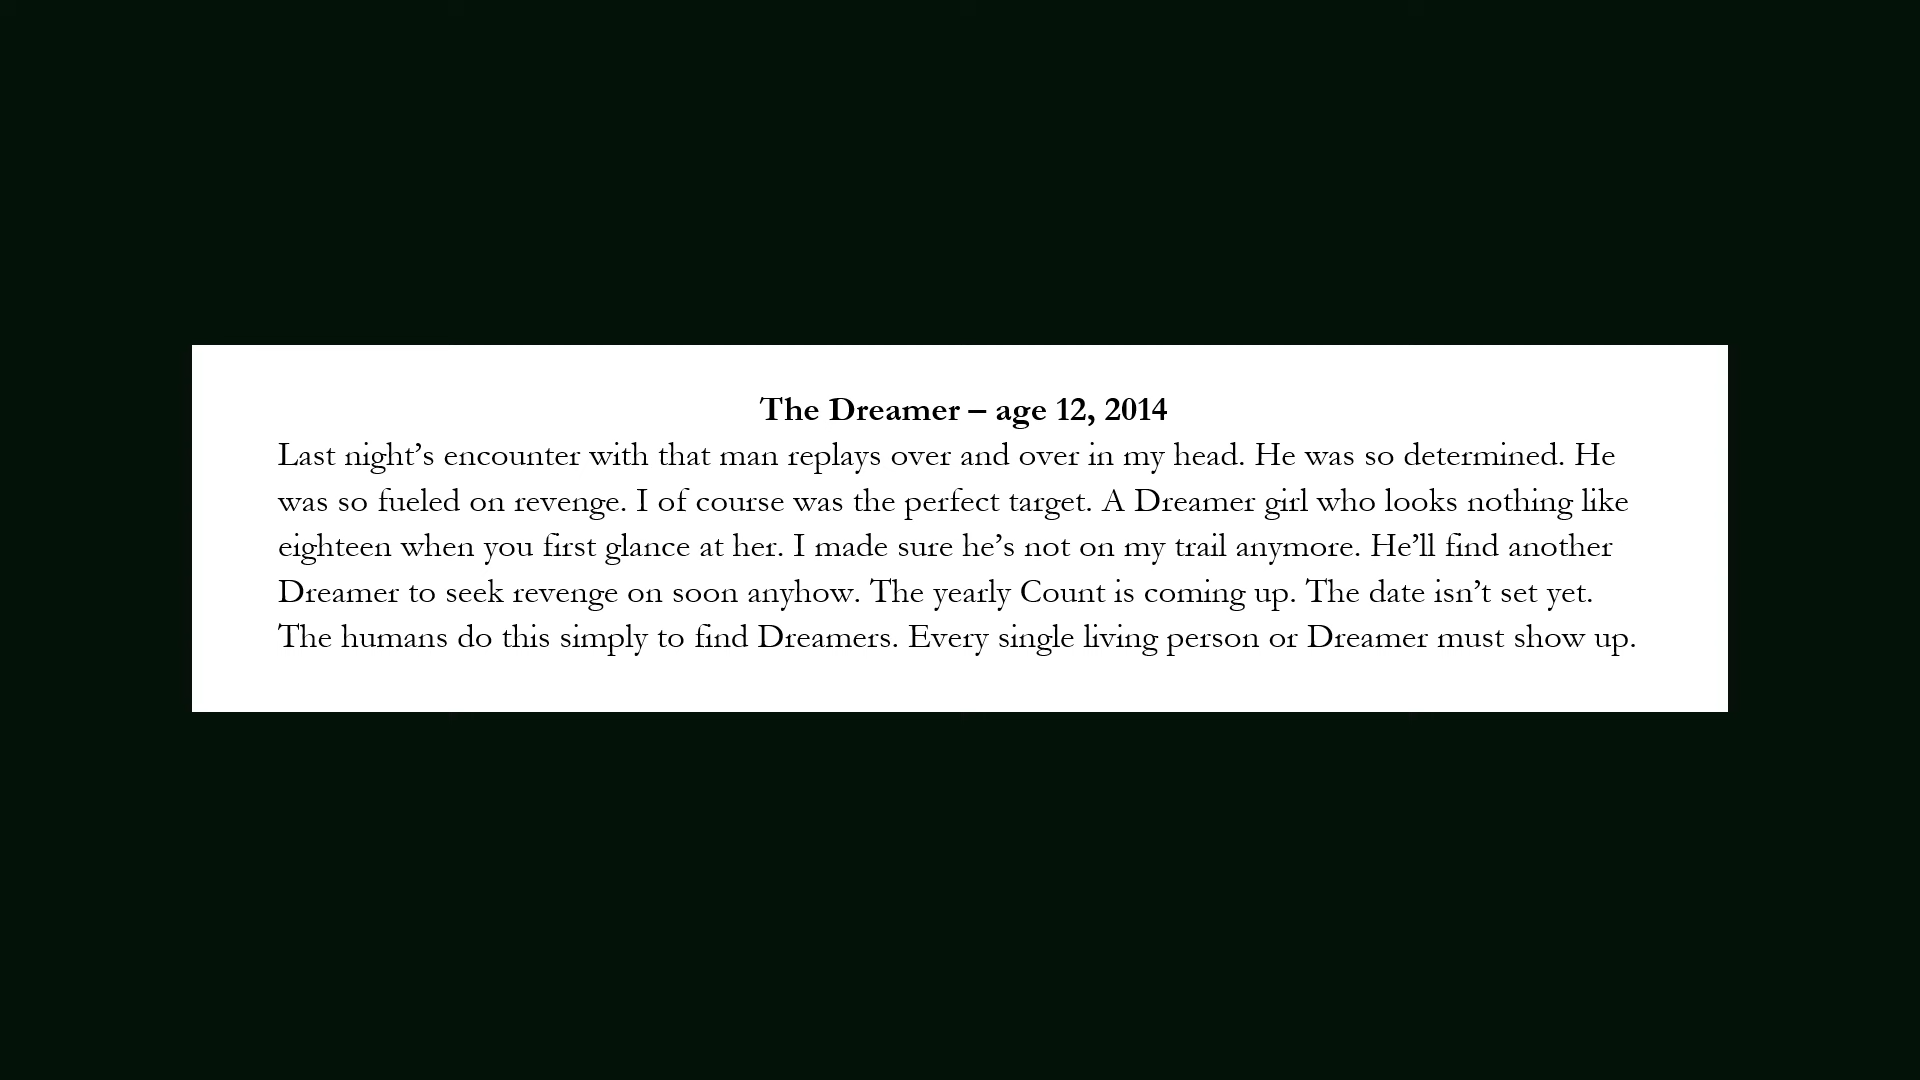 The Dreamer – age 12, 2014
Last night’s encounter with that man replays over and over in my head. He was so determined. He
was so fueled on revenge. I of course was the perfect target. A Dreamer girl who looks nothing like
eighteen when you first glance at her. I made sure he’s not on my trail anymore. He’ll find another
Dreamer to seek revenge on soon anyhow. The yearly Count is coming up. The date isn’t set yet.
The humans do this simply to find Dreamers. Every single living person or Dreamer must show up.